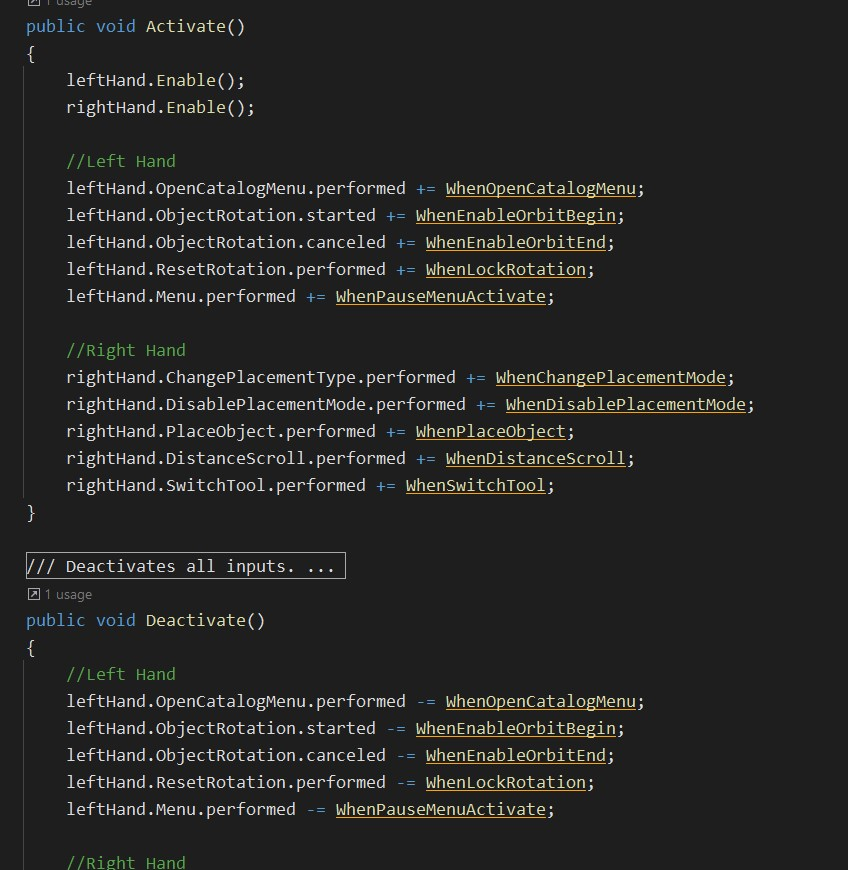 1 usage
public void Activate()
{
leftHand.Enable();
rightHand.Enable();
//Left Hand
leftHand.OpenCatalogMenu.performed += WhenOpenCatalogMenu;
leftHand.ObjectRotation.started += WhenEnableOrbitBegin;
leftHand.ObjectRotation.canceled += WhenEnableOrbitEnd;
leftHand.ResetRotation.performed += WhenLockRotation;
leftHand.Menu.performed += WhenPauseMenuActivate;
//Right Hand
rightHand.ChangePlacementType.performed += WhenChangePlacementMode;
rightHand.DisablePlacementMode.performed += WhenDisablePlacementMode;
rightHand.PlaceObject.performed += WhenPlaceObject;
rightHand.DistanceScroll.performed += WhenDistanceScroll;
rightHand.SwitchTool.performed += WhenSwitchTool;
}
/// Deactivates all inputs. ...
1 usage
public void Deactivate()
{
//Left Hand
leftHand.OpenCatalogMenu.performed -= WhenOpenCatalogMenu;
leftHand.ObjectRotation.started -= WhenEnableOrbitBegin;
leftHand.ObjectRotation.canceled -= WhenEnableOrbitEnd;
leftHand.ResetRotation.performed -= WhenLockRotation;
leftHand.Menu.performed -= WhenPauseMenuActivate;
//Right Hand